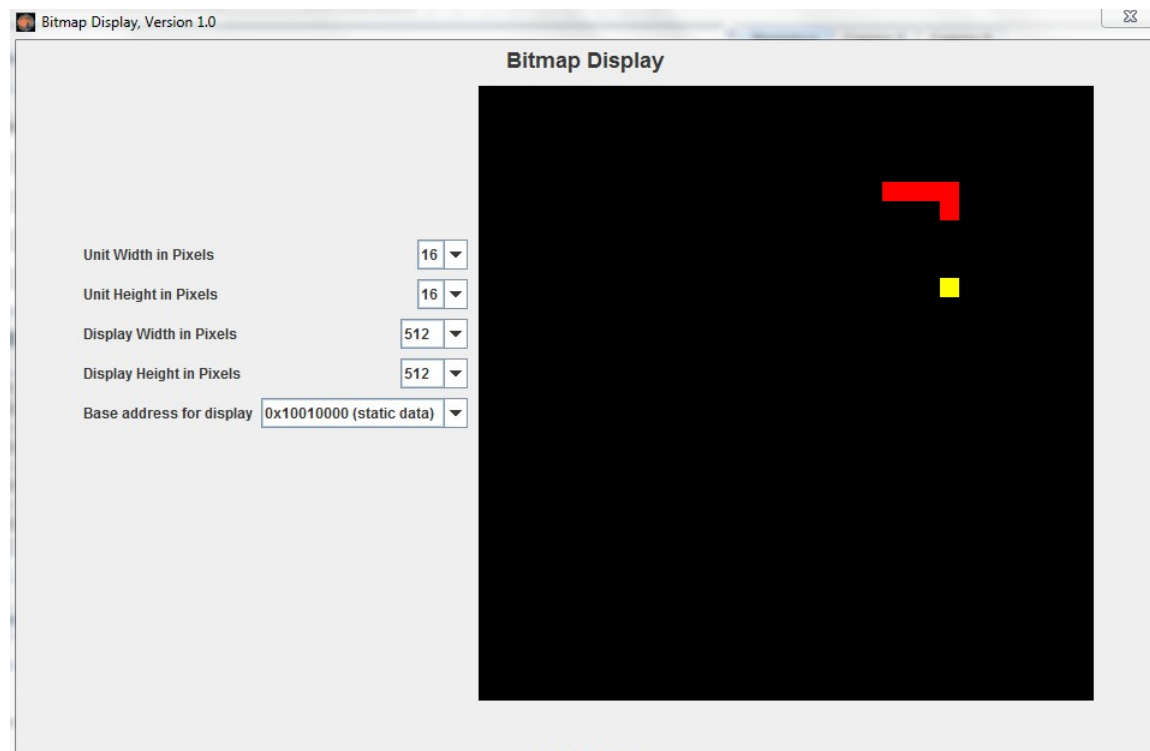 Bitmap Display, Version 1.0
Bitmap Display
Unit Width in Pixels 16
Unit Height in Pixels 16
Display Width in Pixels 512
Display Height in Pixels 512
Base address for display 0x10010000 (static data)